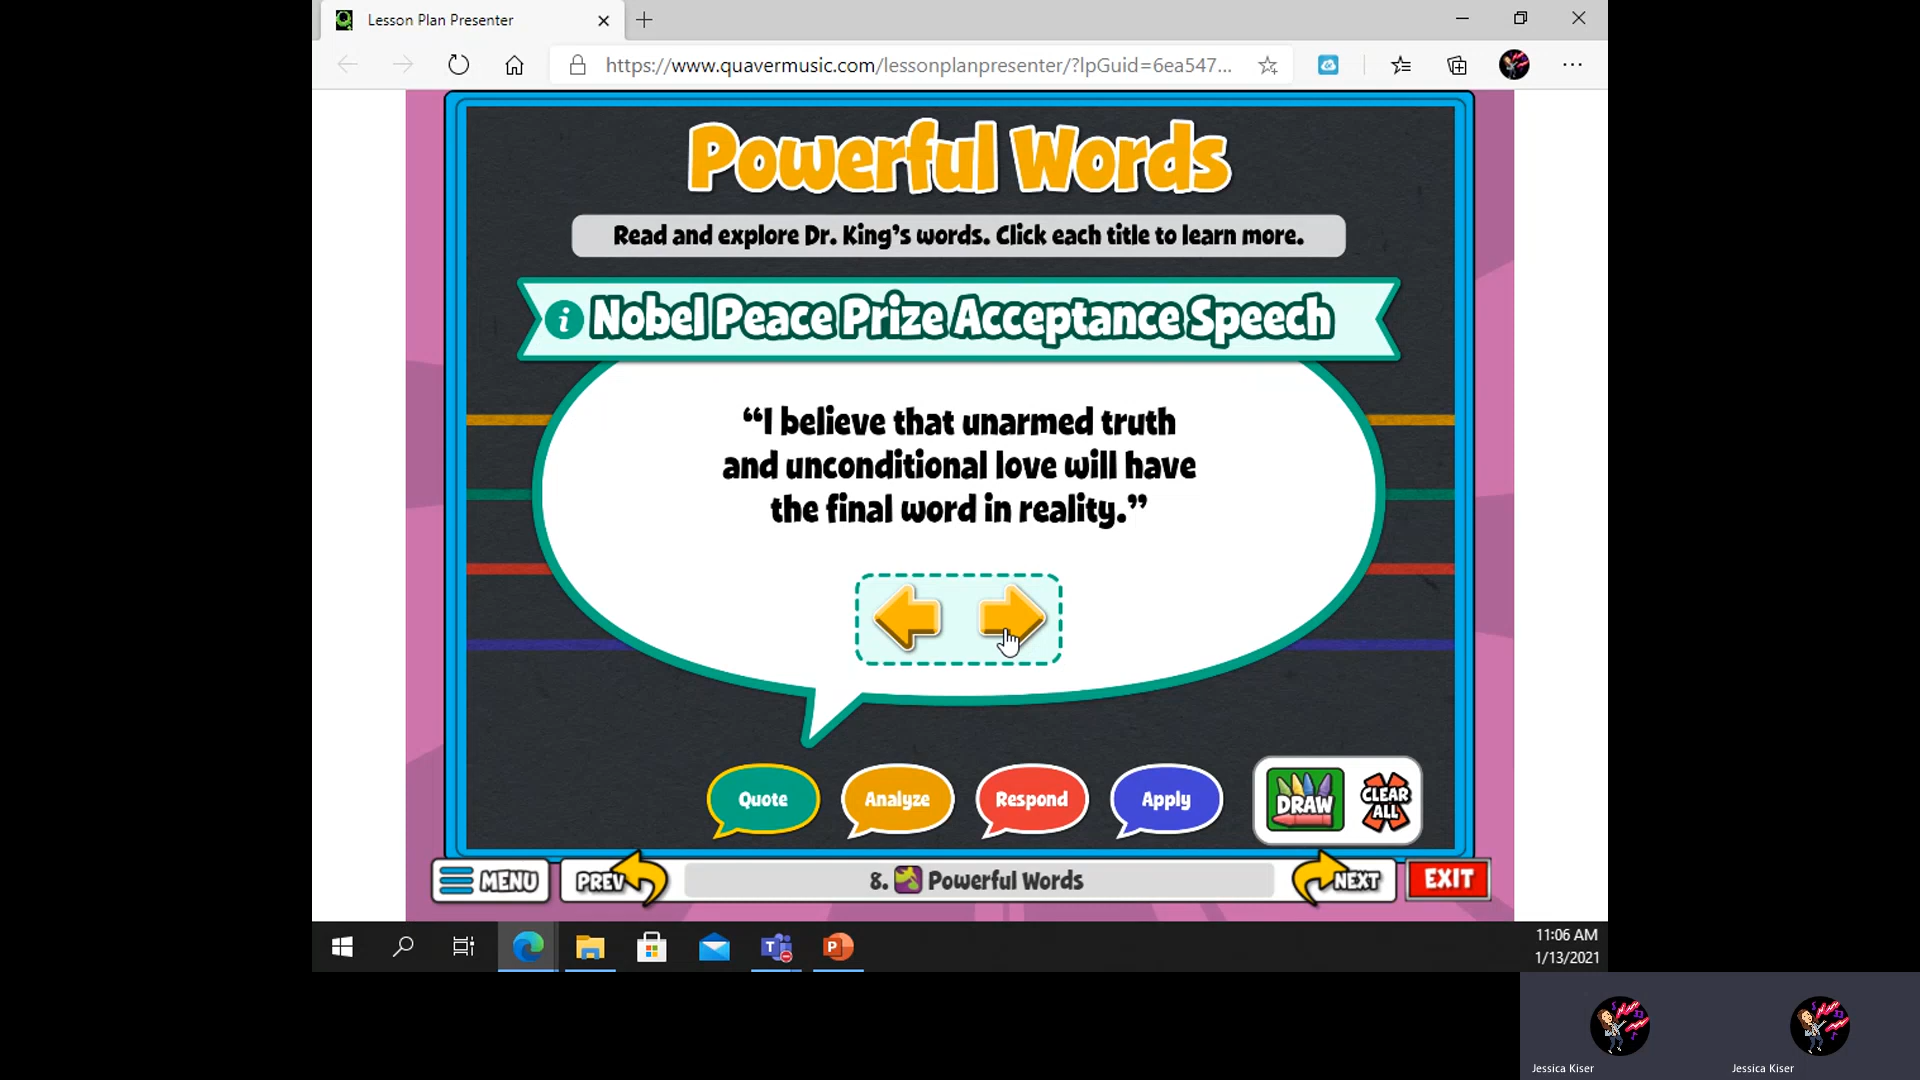 Lesson Plan Presenter
https://www.quavermusic.com/lessonplanpresenter/?lpGuid=6ea547...
Powerful Words
Read and explore Dr. King's words. Click each title to learn more.
i Nobel Peace Prize Acceptance Speech
“I believe that unarmed truth
and unconditional love will have
the final word in reality.”
Quote
Analyze
Respond
Apply
DRAW
CLEAR
ALL
MENU
PREV
8. Powerful Words
NEXT
EXIT
11:06 AM
1/13/2021
Jessica Kiser
Jessica Kiser